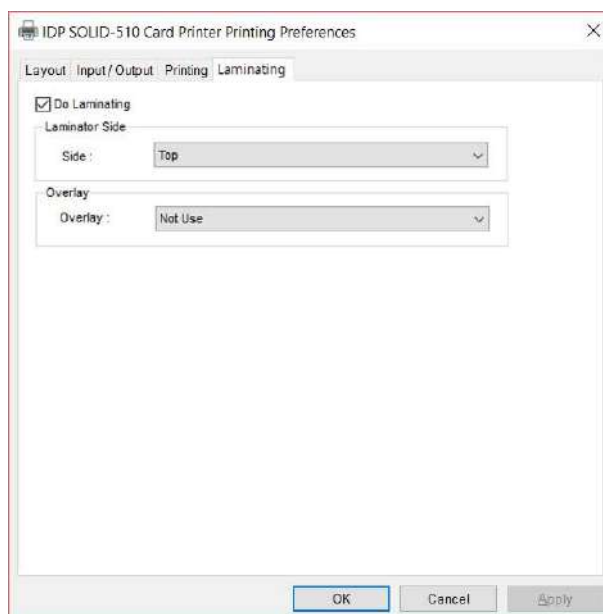 IDP SOLID-510 Card Printer Printing Preferences
Layout Input / Output Printing Laminating
Do Laminating
Laminator Side
Side : Top
Overlay
Overlay : Not Use
OK Cancel Apply